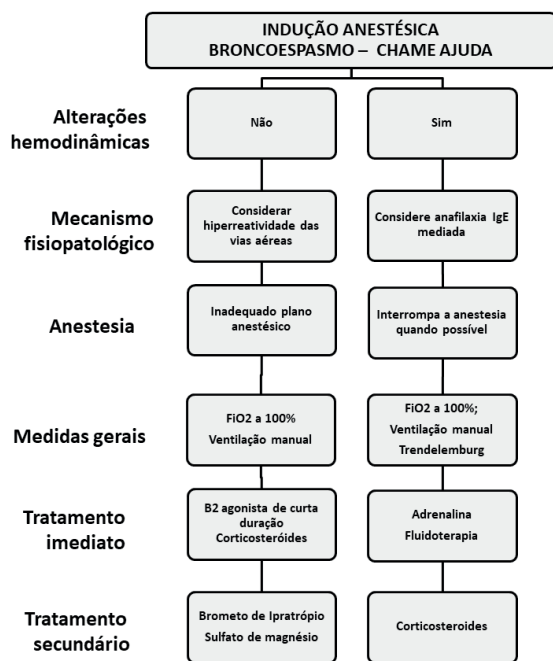 INDUÇÃO ANESTÉSICA
BRONCOESPASMO – CHAME AJUDA
Alterações
hemodinâmicas
Não
Sim
Mecanismo
fisiopatológico
Considerar
hiperreatividade das
vias aéreas
Considere anafilaxia IgE
mediada
Anestesia
Inadequado plano
anestésico
Interrompa a anestesia
quando possível
Medidas gerais
FiO2 a 100%
Ventilação manual
FiO2 a 100%;
Ventilação manual
Trendelemburg
Tratamento
imediato
B2 agonista de curta
duração
Corticosteróides
Adrenalina
Fluidoterapia
Tratamento
secundário
Brometo de Ipratrópio
Sulfato de magnésio
Corticosteroides